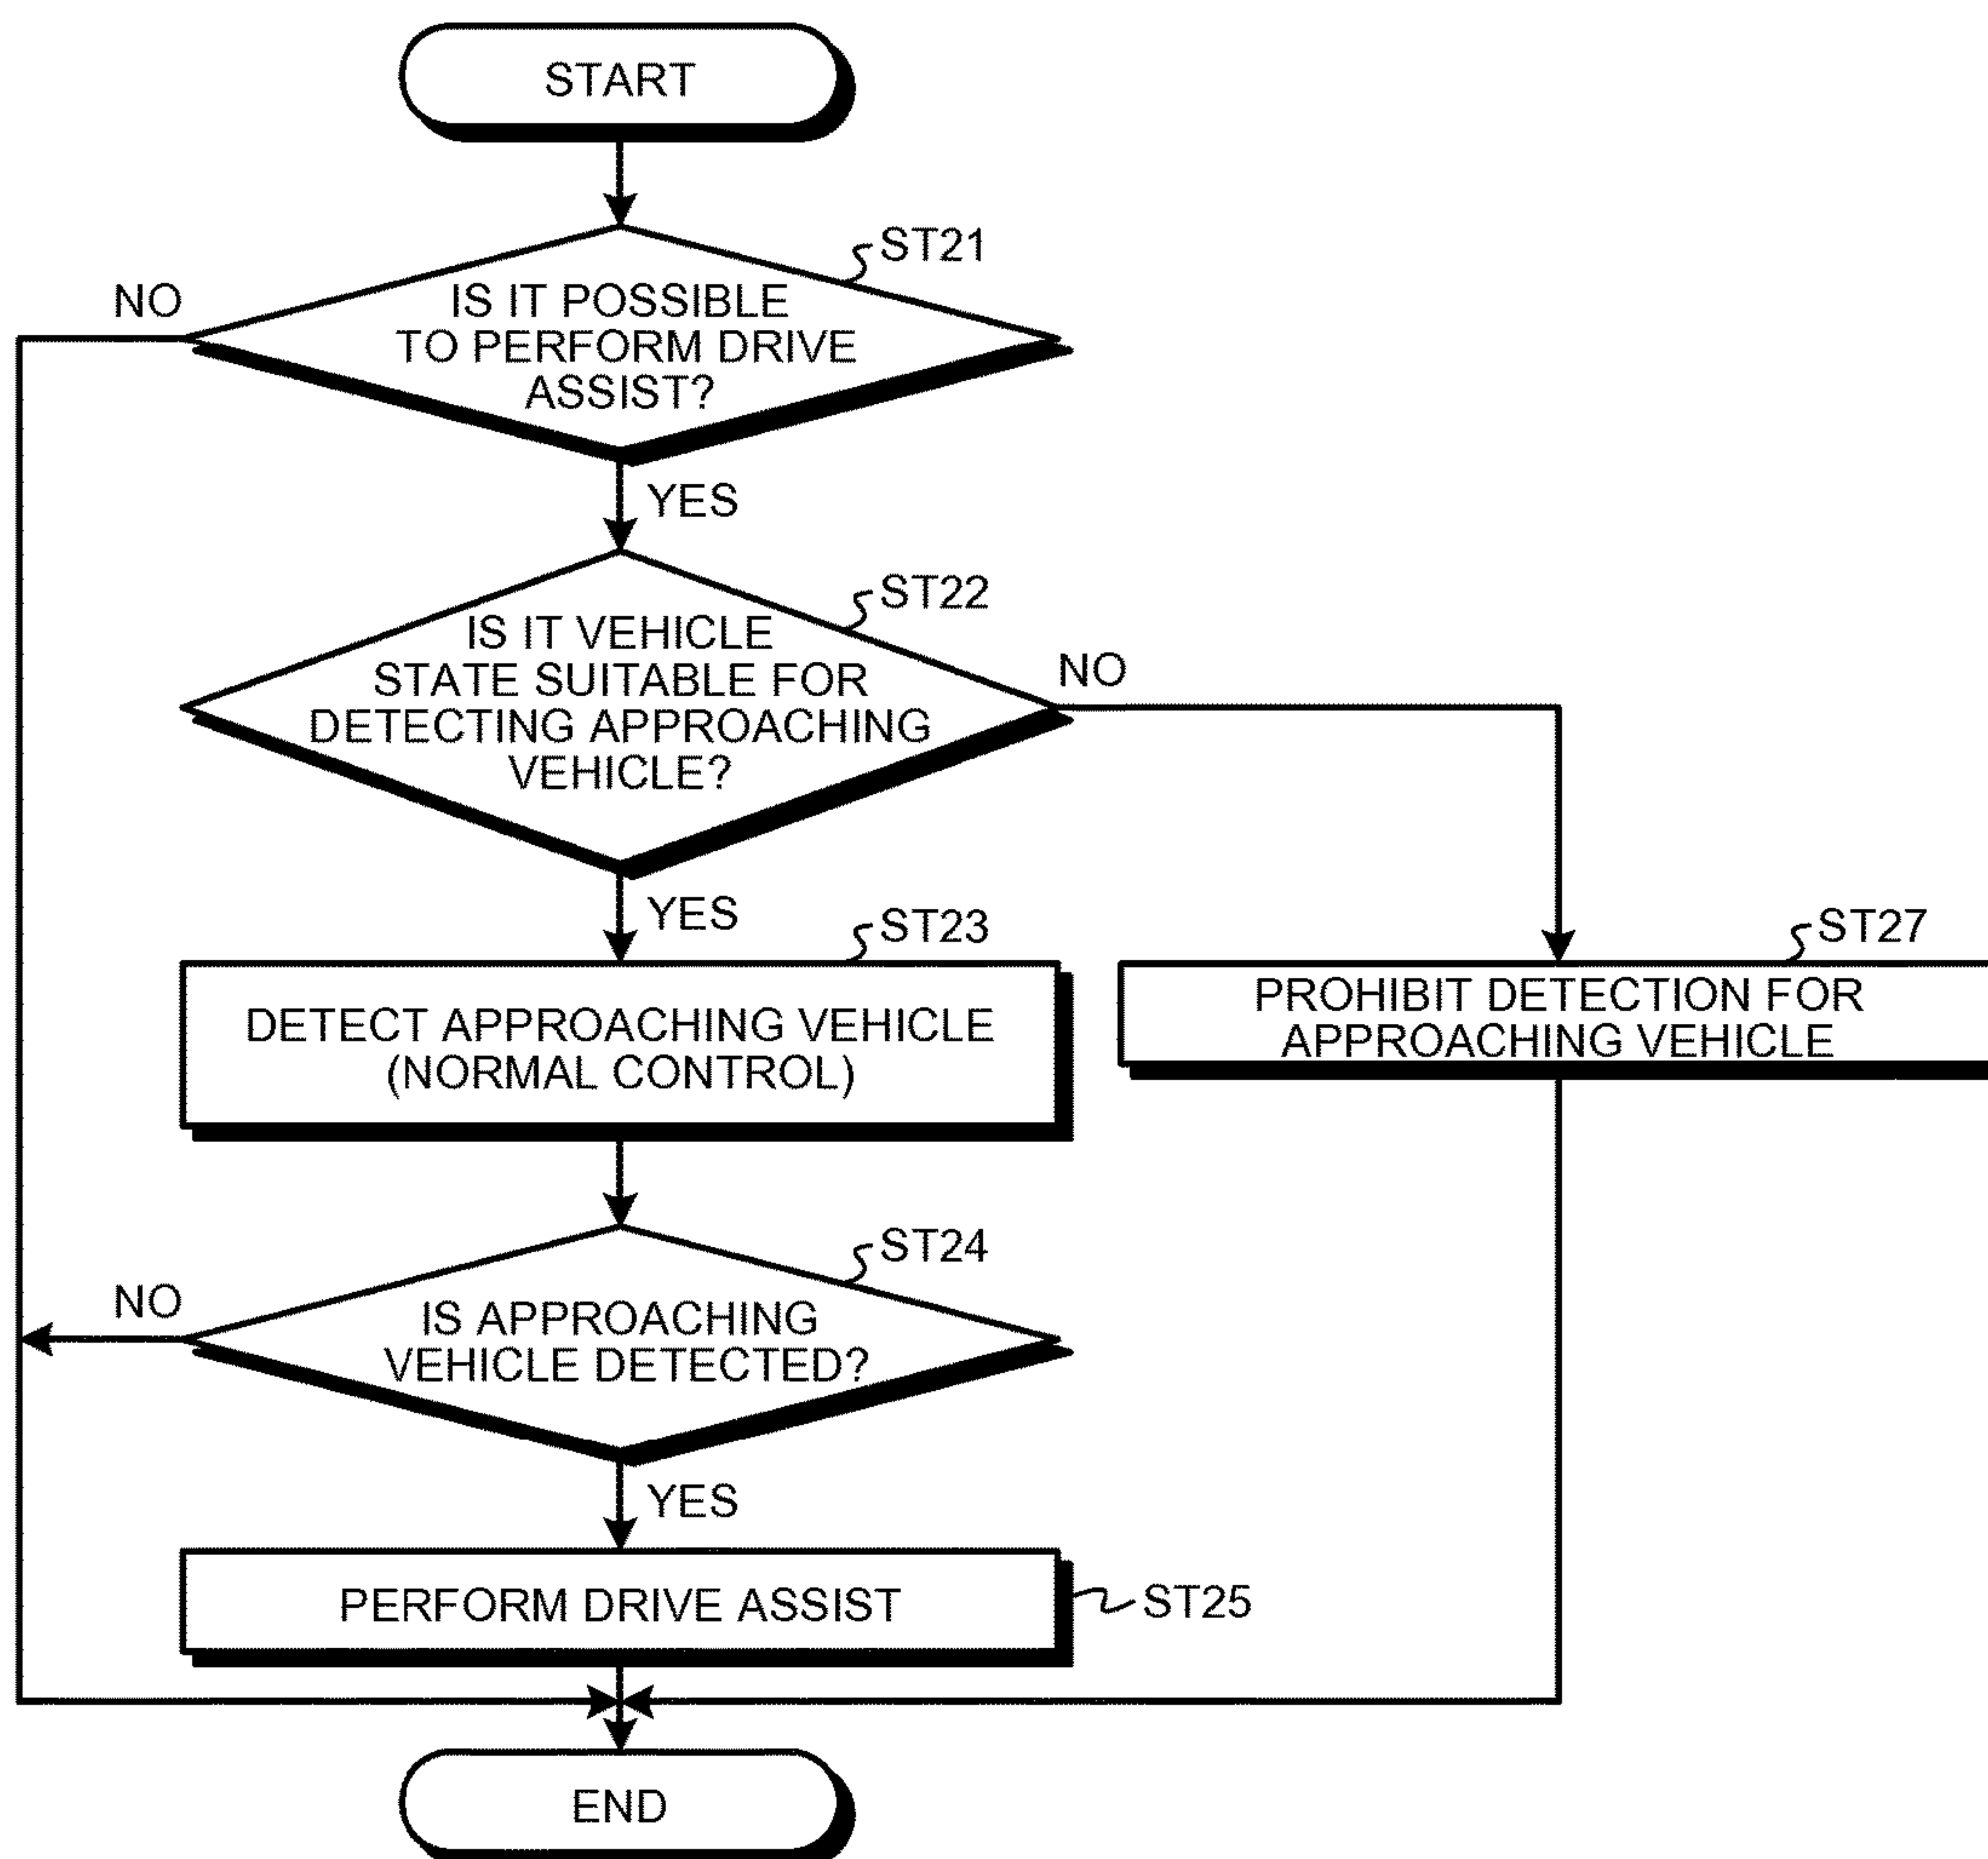 START
ST21
NO
IS IT POSSIBLE
TO PERFORM DRIVE
ASSIST?
YES
ST22
IS IT VEHICLE
STATE SUITABLE FOR
DETECTING APPROACHING
VEHICLE?
NO
YES
ST23
DETECT APPROACHING VEHICLE
(NORMAL CONTROL)
ST27
PROHIBIT DETECTION FOR
APPROACHING VEHICLE
ST24
NO
IS APPROACHING
VEHICLE DETECTED?
YES
PERFORM DRIVE ASSIST
ST25
END